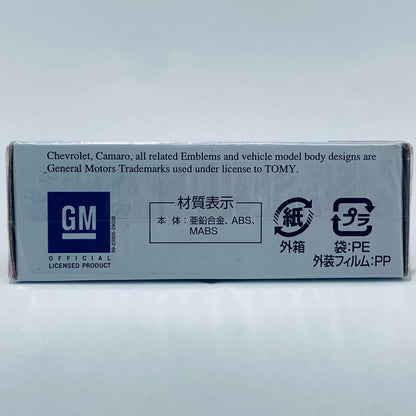 Chevrolet, Camaro, all related Emblems and vehicle model body designs are
General Motors Trademarks used under license to TOMY.
GM
OFFICIAL
LICENSED PRODUCT
材質表示
本 体:亜鉛合金、ABS、
MABS
紙
外箱
プラ
袋:PE
外装フィルム:PP